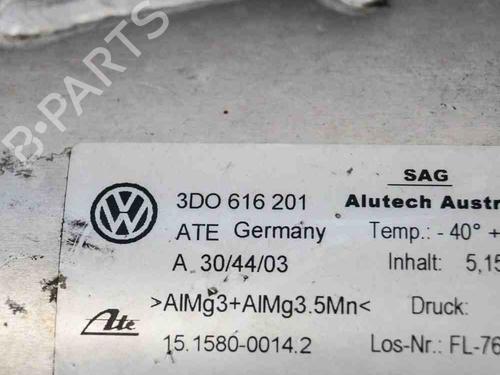 B-PARTS
SAG
3DO 616 201 Alutech Austr
ATE Germany Temp.: - 40° +
A 30/44/03 Inhalt: 5,15
>AlMg3+AlMg3.5Mn< Druck:
Ate 15.1580-0014.2 Los-Nr.: FL-76